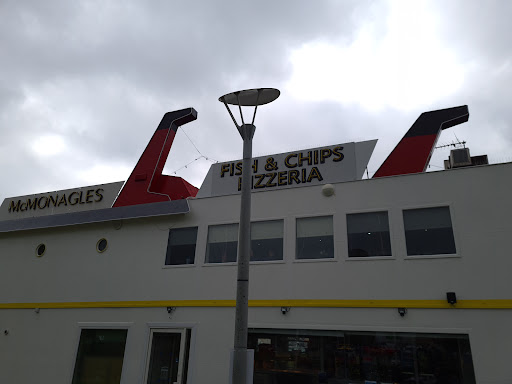 McMONAGLES
FISH & CHIPS
PIZZERIA